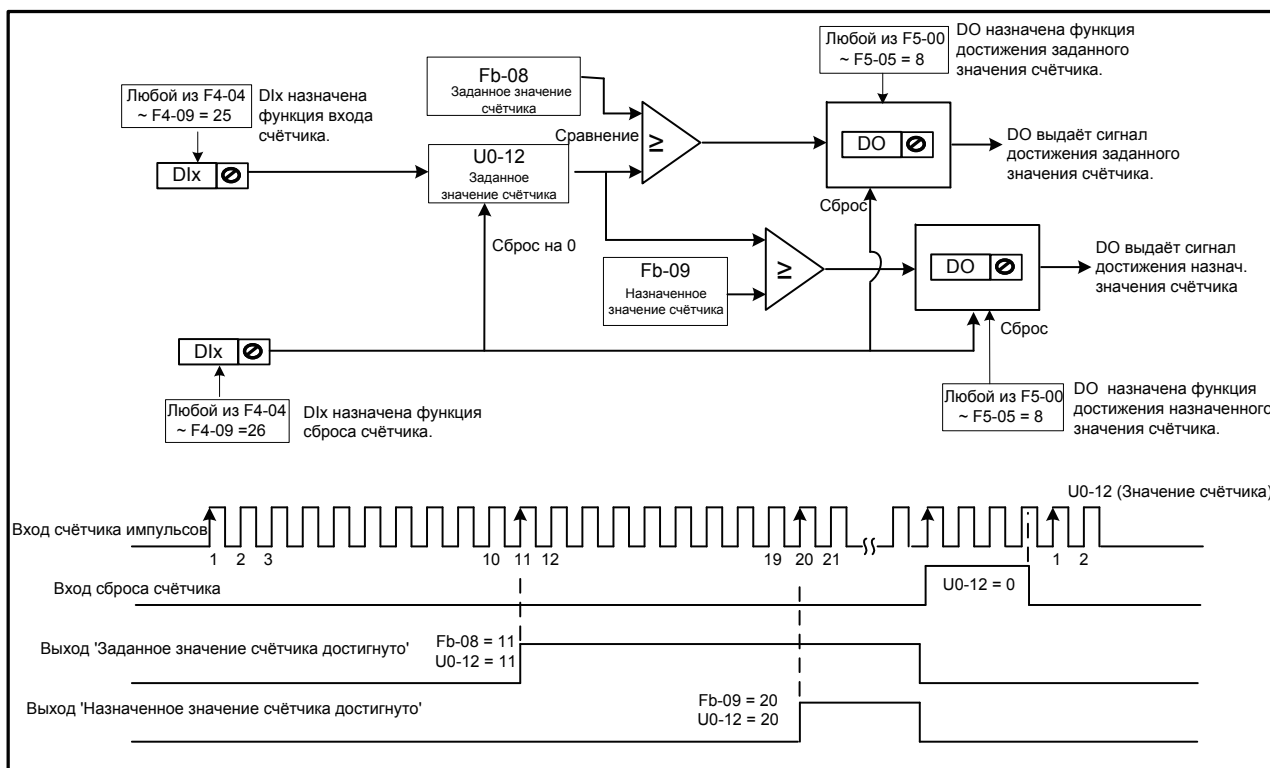 Любой из F5-00
~ F5-05 = 8
DO назначена функция
достижения заданного
значения счётчика.
Fb-08
Заданное значение
счётчика
Любой из F4-04
~ F4-09 = 25
DIx назначена
функция входа
счётчика.
Сравнение
≥
DO
DO выдаёт сигнал
достижения заданного
значения счётчика.
DIx
U0-12
Заданное
значение счётчика
Сброс
Сброс на 0
Fb-09
Назначенное
значение счётчика
≥
DO
DO выдаёт сигнал
достижения назнач.
значения счётчика
Сброс
DIx
Любой из F4-04
~ F4-09 =26
DIx назначена функция
сброса счётчика.
Любой из F5-00
~ F5-05 = 8
DO назначена функция
достижения назначенного
значения счётчика.
U0-12 (Значение счётчика)
Вход счётчика импульсов
1 2 3 10 11 12 19 20 21 1 2
Вход сброса счётчика
U0-12 = 0
Выход 'Заданное значение счётчика достигнуто'
Fb-08 = 11
U0-12 = 11
Выход 'Назначенное значение счётчика достигнуто'
Fb-09 = 20
U0-12 = 20